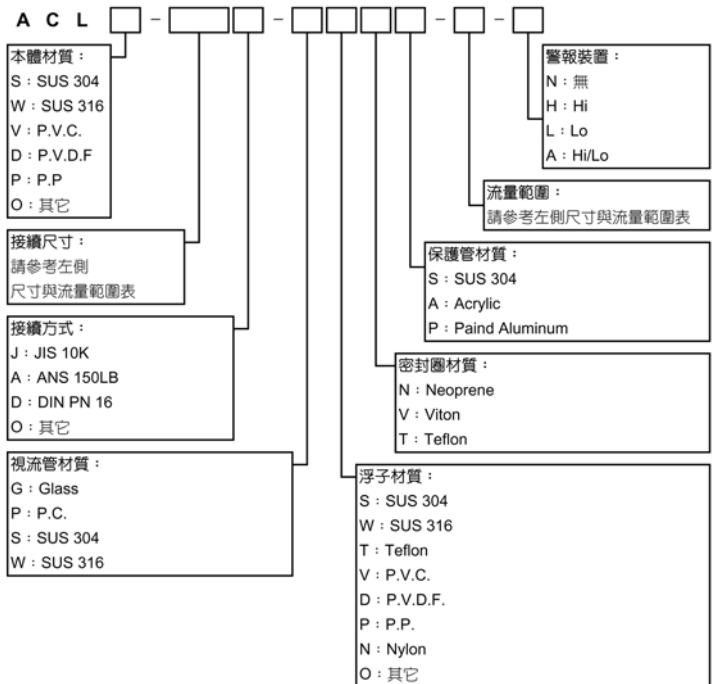 A C L - - - -
本體材質：
S：SUS 304
W：SUS 316
V：P.V.C.
D：P.V.D.F
P：P.P
O：其它
接續尺寸：
請參考左側
尺寸與流量範圍表
接續方式：
J：JIS 10K
A：ANS 150LB
D：DIN PN 16
O：其它
視流管材質：
G：Glass
P：P.C.
S：SUS 304
W：SUS 316
警報裝置：
N：無
H：Hi
L：Lo
A：Hi/Lo
流量範圍：
請參考左側尺寸與流量範圍表
保護管材質：
S：SUS 304
A：Acrylic
P：Paind Aluminum
密封圈材質：
N：Neoprene
V：Viton
T：Teflon
浮子材質：
S：SUS 304
W：SUS 316
T：Teflon
V：P.V.C.
D：P.V.D.F.
P：P.P.
N：Nylon
O：其它